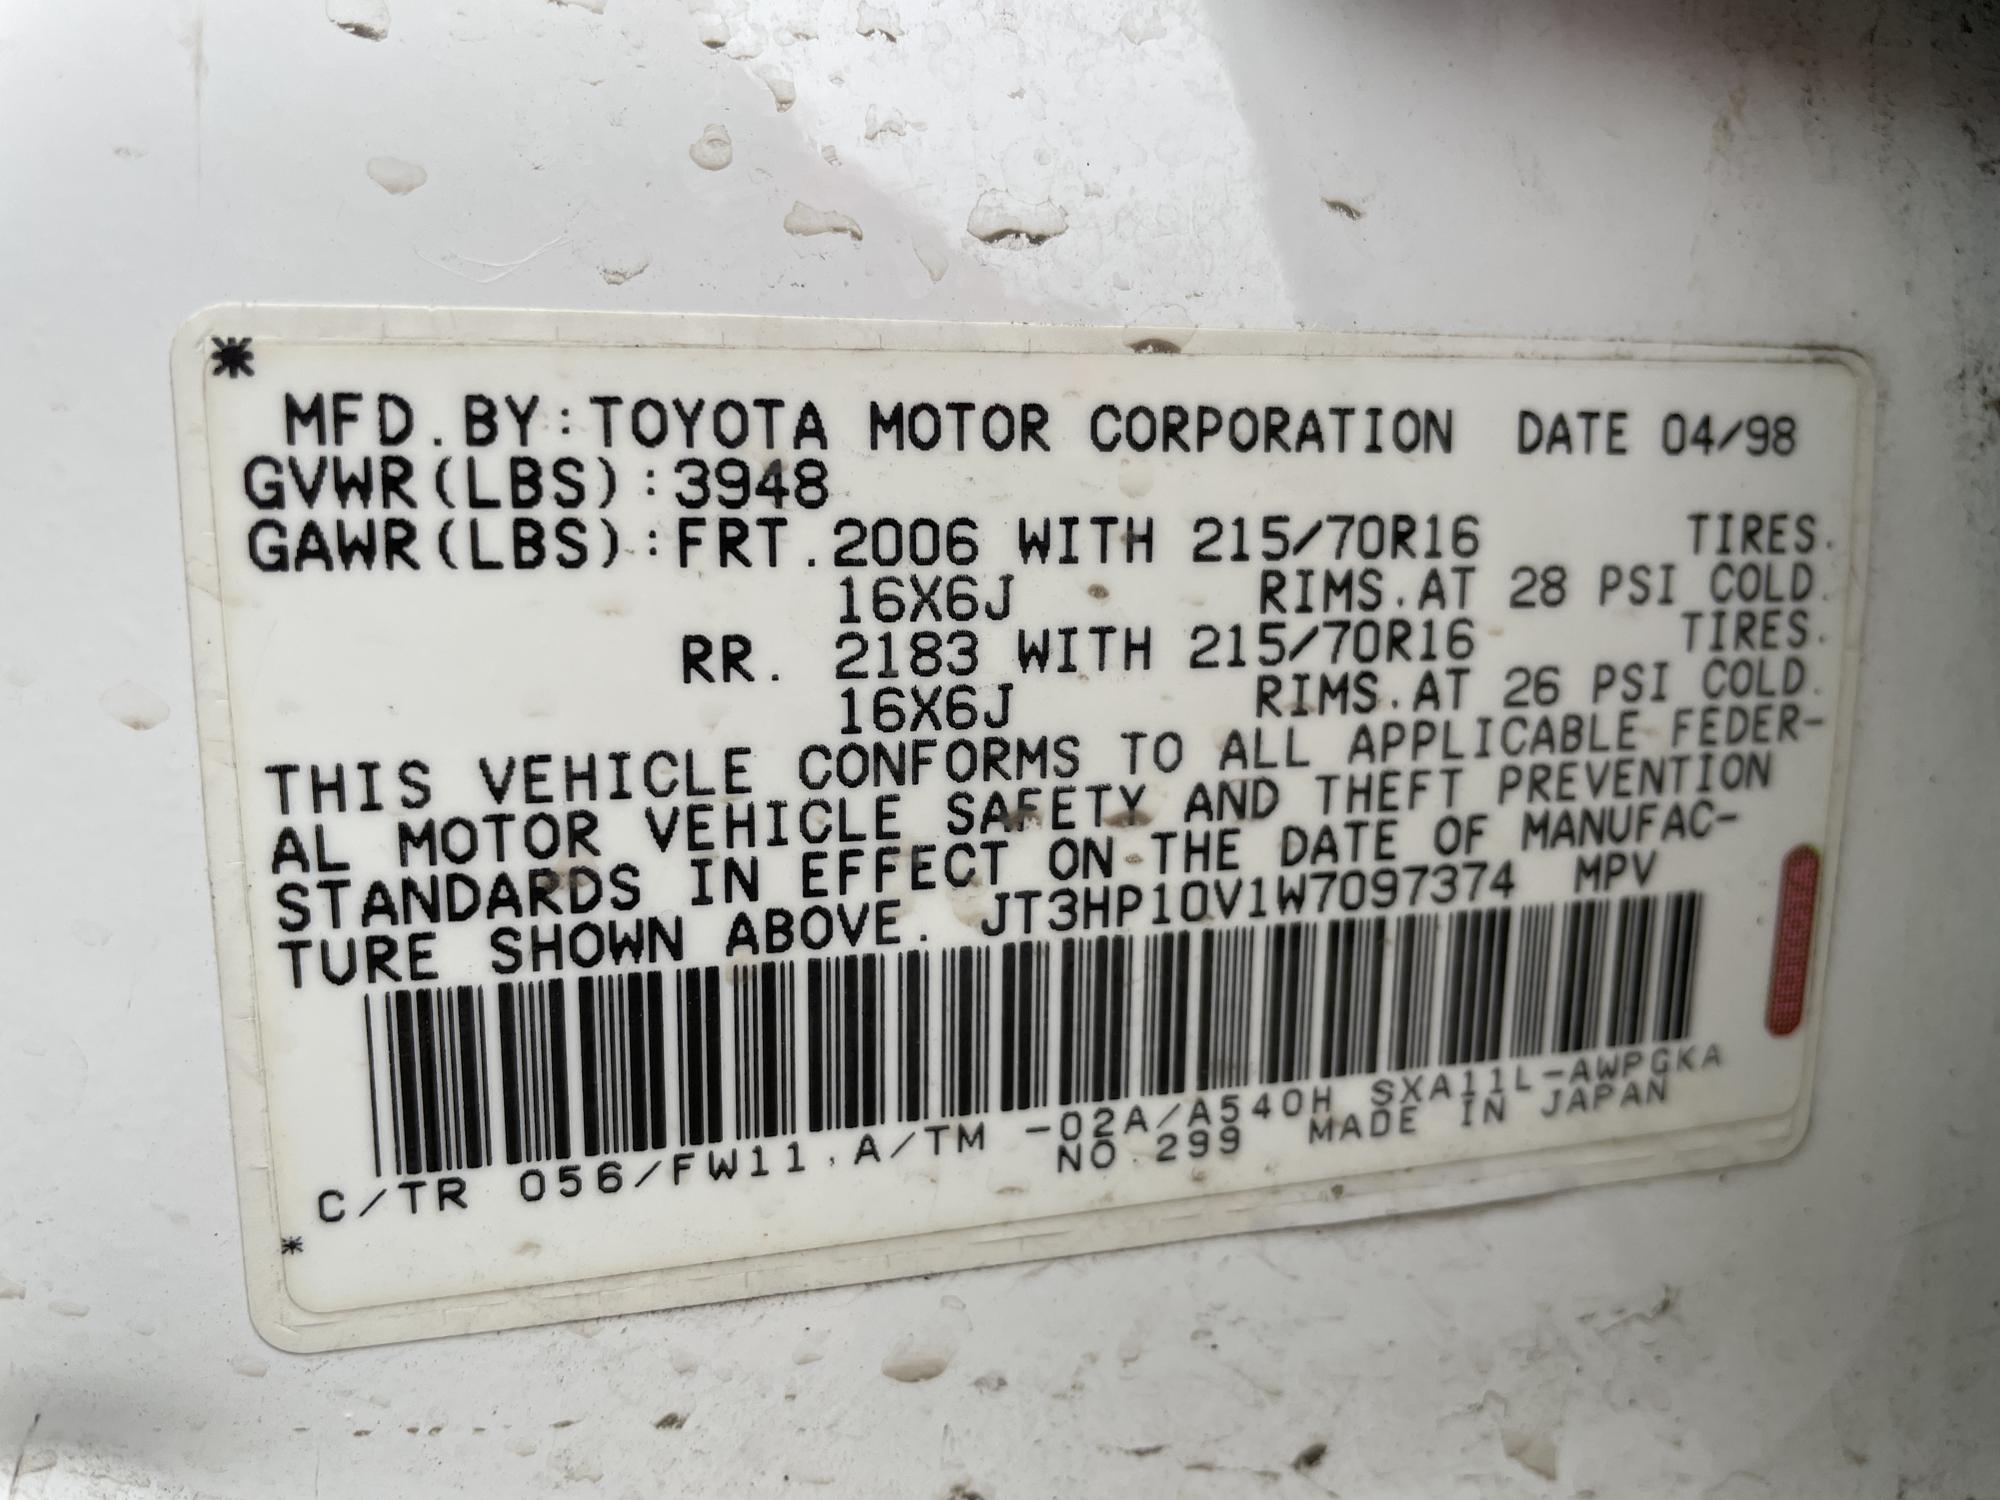 MFD.BY:TOYOTA MOTOR CORPORATION DATE 04/98
GVWR(LBS):3948
GAWR(LBS):FRT.2006 WITH 215/70R16 TIRES.
16X6J RIMS.AT 28 PSI COLD.
RR. 2183 WITH 215/70R16 TIRES.
16X6J RIMS.AT 26 PSI COLD.
THIS VEHICLE CONFORMS TO ALL APPLICABLE FEDER-
AL MOTOR VEHICLE SAFETY AND THEFT PREVENTION
STANDARDS IN EFFECT ON THE DATE OF MANUFAC-
TURE SHOWN ABOVE. JT3HP10V1W7097374 MPV
C/TR 056/FW11.A/TM -02A/A540H SXA11L-AWPGKA
NO.299 MADE IN JAPAN